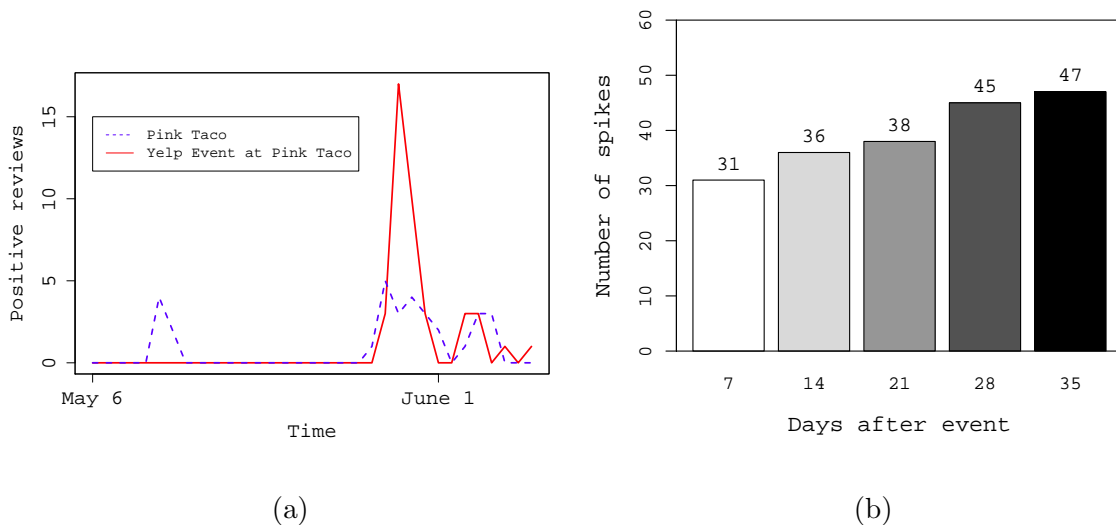 Positive reviews
0
5
10
15
Pink Taco
Yelp Event at Pink Taco
May 6
June 1
Time
(a)
Number of spikes
0
10
20
30
40
50
60
31
36
38
45
47
7
14
21
28
35
Days after event
(b)